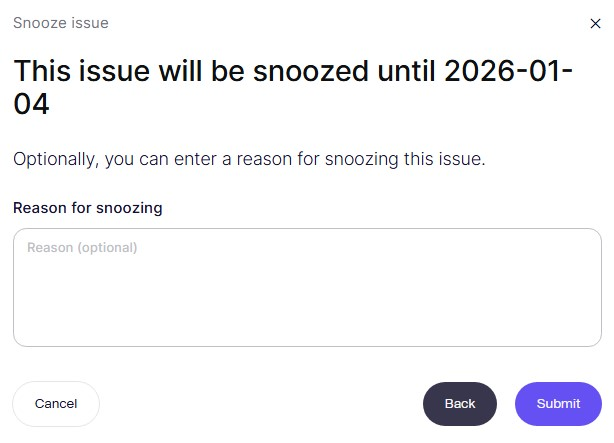 Snooze issue
This issue will be snoozed until 2026-01-
04
Optionally, you can enter a reason for snoozing this issue.
Reason for snoozing
Reason (optional)
Cancel
Back
Submit